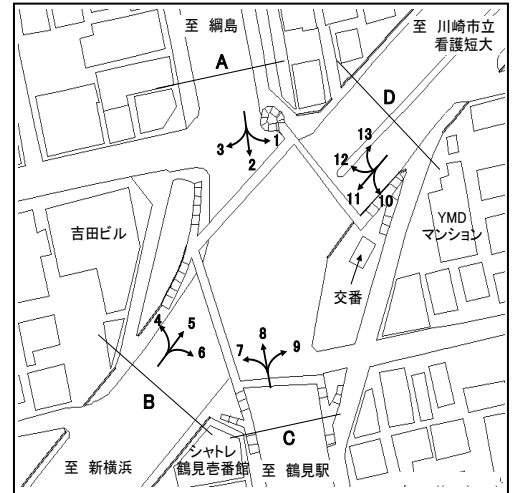 至 綱島
至 川崎市立
看護短大
A
D
13
3
2
1
12
11
10
吉田ビル
YMD
マンション
交番
4
5
6
7
8
9
B
C
シャトレ
鶴見壱番館
至 新横浜
至 鶴見駅